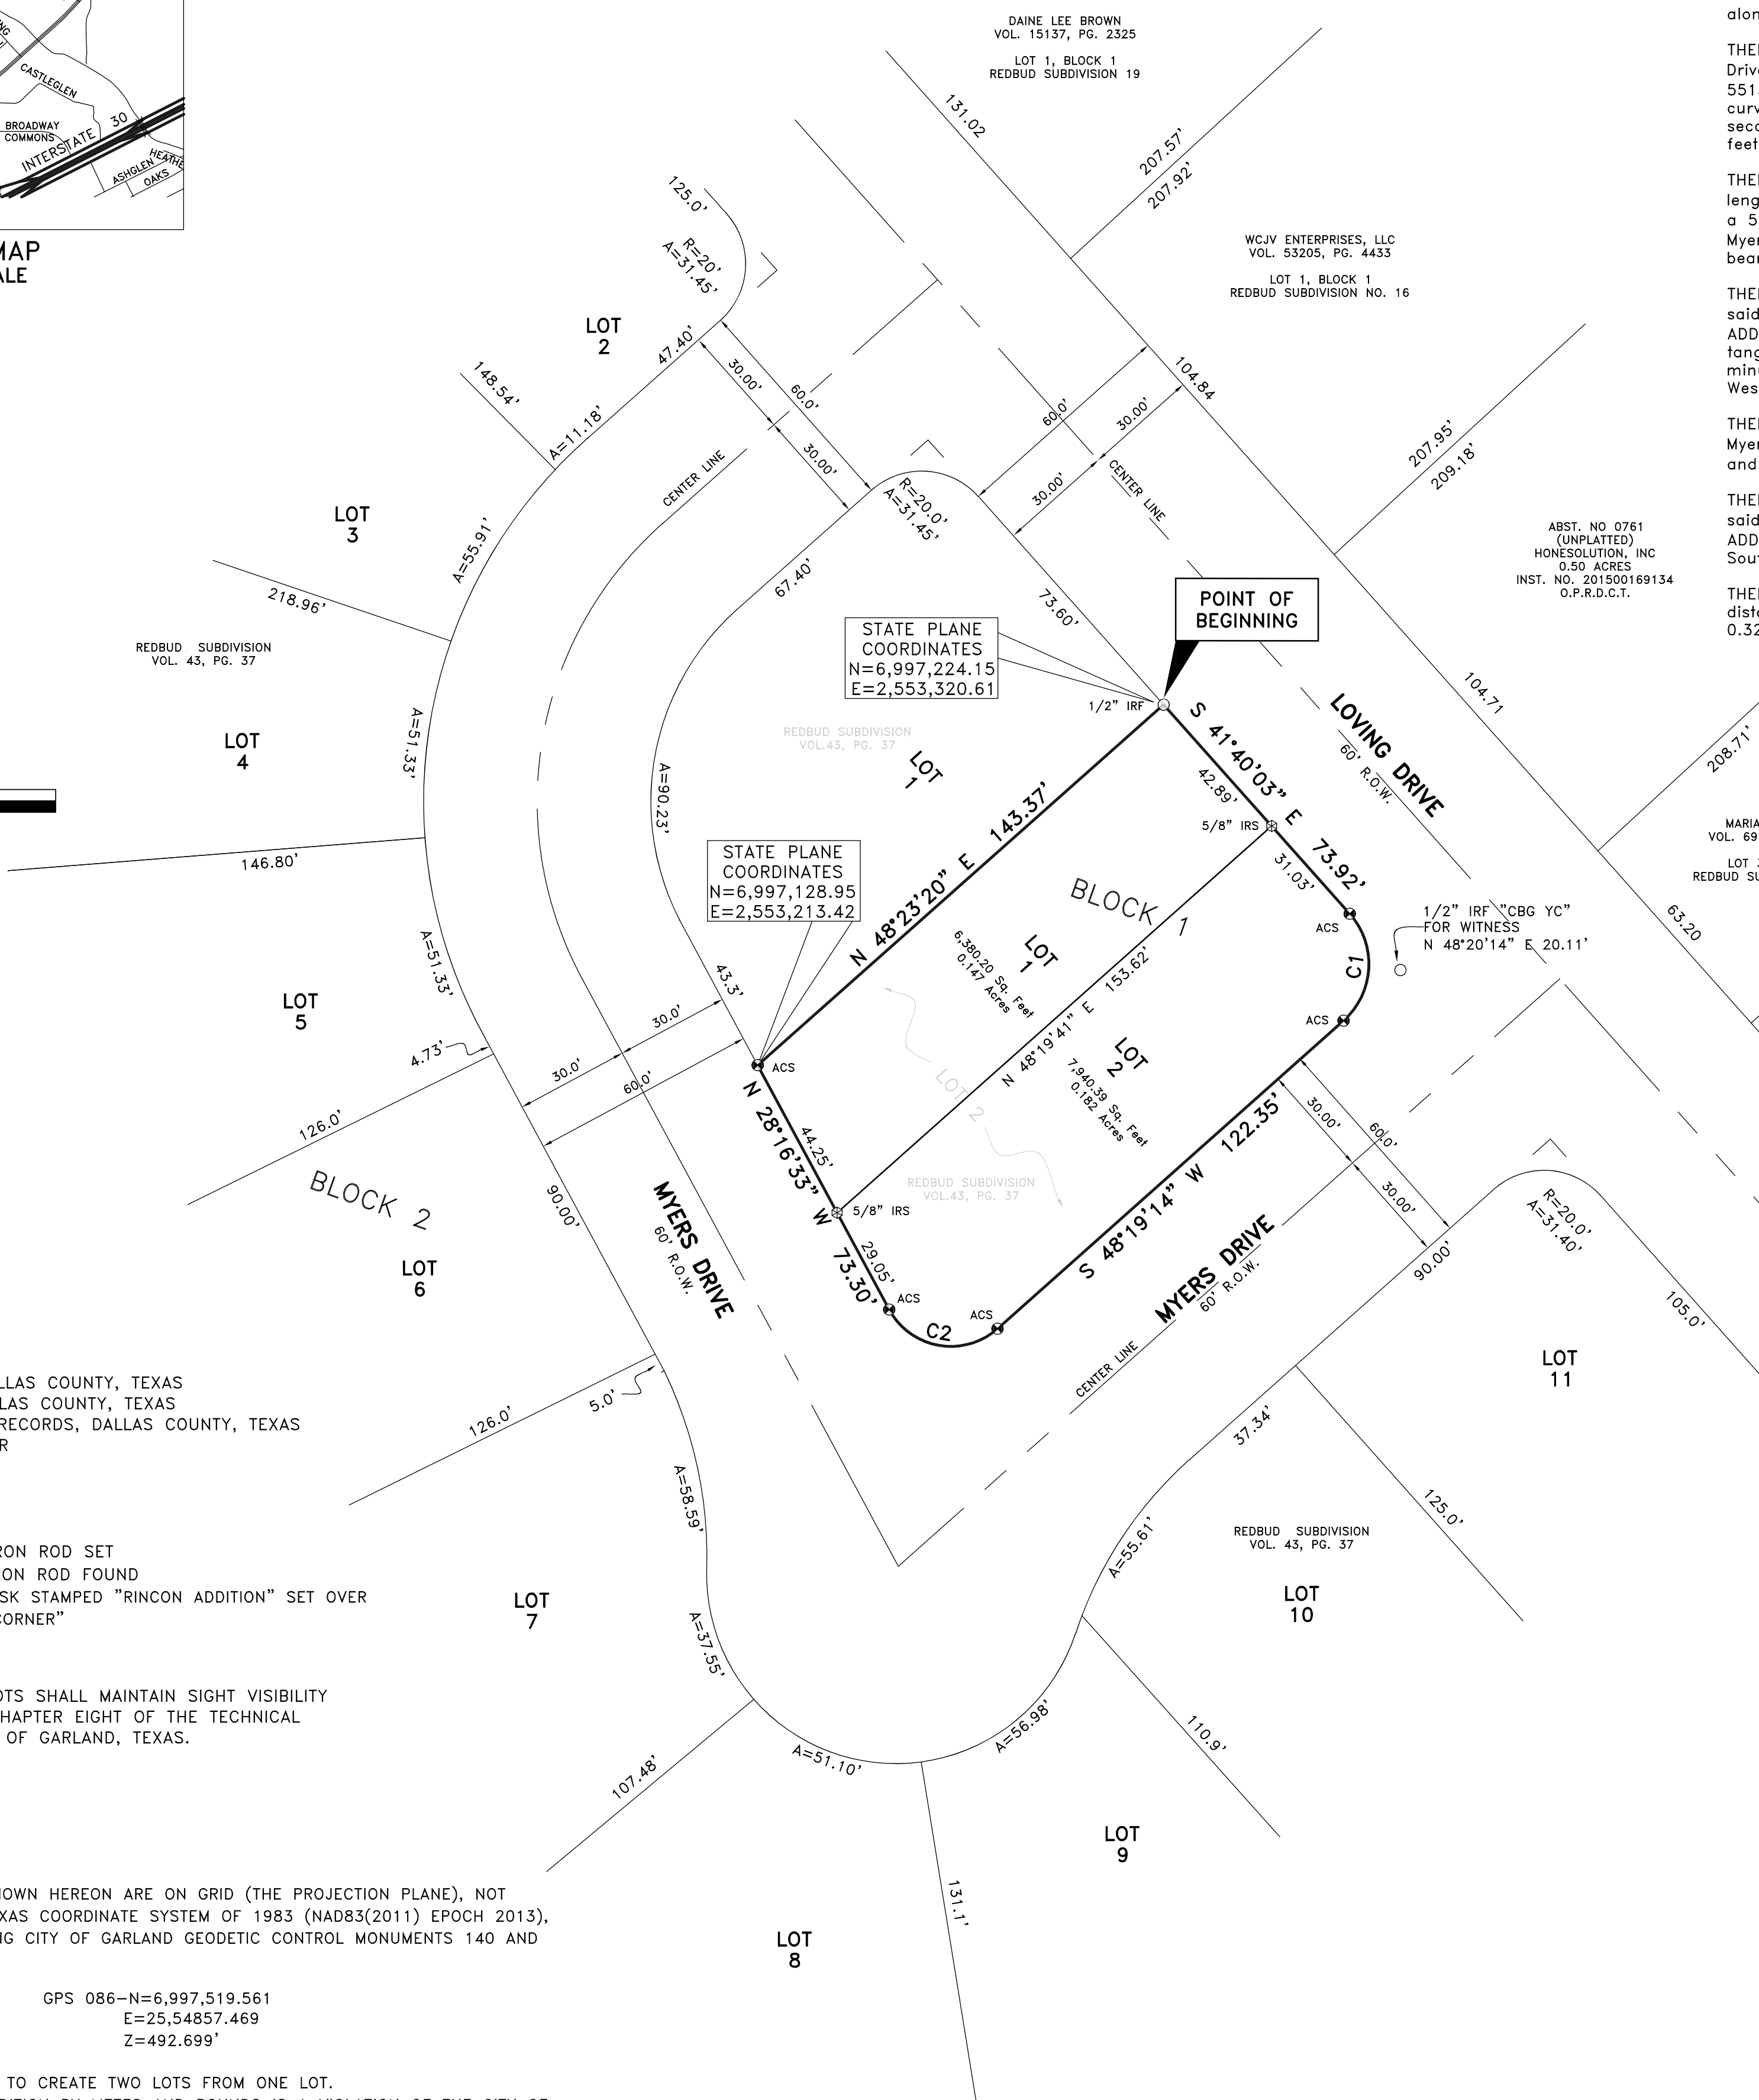 CASTLEGLEN
BROADWAY
COMMONS
INTERSTATE 30
ASHGLEN
OAKS
DAINE LEE BROWN
VOL. 15137, PG. 2325
LOT 1, BLOCK 1
REDBUD SUBDIVISION 19
131.02
207.57'
207.92'
125.0'
R=20'
A=31.45'
WCJV ENTERPRISES, LLC
VOL. 53205, PG. 4433
LOT 1, BLOCK 1
REDBUD SUBDIVISION NO. 16
LOT
2
47.40'
30.00'
60.0'
30.00'
148.54'
A=11.18'
CENTER LINE
104.84
60.0'
30.00'
30.00'
CENTER LINE
207.95'
209.18'
R=20.0'
A=31.45'
LOT
3
A=55.91'
218.96'
67.40'
73.60'
ABST. NO 0761
(UNPLATTED)
HONESOLUTION, INC
0.50 ACRES
INST. NO. 201500169134
O.P.R.D.C.T.
POINT OF
BEGINNING
STATE PLANE
COORDINATES
N=6,997,224.15
E=2,553,320.61
REDBUD SUBDIVISION
VOL. 43, PG. 37
1/2" IRF
LOT
4
A=51.33'
REDBUD SUBDIVISION
VOL.43, PG. 37
LOT
1
A=90.23'
S 41°40'03" E 73.92'
42.89'
5/8" IRS
31.03'
LOVING DRIVE
60' R.O.W.
104.71
208.71'
146.80'
STATE PLANE
COORDINATES
N=6,997,128.95
E=2,553,213.42
N 48°23'20" E 143.37'
BLOCK 1
ACS
C1
1/2" IRF "CBG YC"
FOR WITNESS
N 48°20'14" E 20.11'
63.20
A=51.33'
LOT
5
LOT
1
6,380.20 Sq. Feet
0.147 Acres
N 48°19'41" E 153.62'
43.3'
30.0'
30.0'
60.0'
4.73'
126.0'
ACS
ACS
LOT
2
7,940.39 Sq. Feet
0.182 Acres
LOT 2
N 28°16'33" W 73.30'
44.25'
5/8" IRS
29.05'
REDBUD SUBDIVISION
VOL.43, PG. 37
S 48°19'14" W 122.35'
30.00'
60.0'
30.00'
BLOCK 2
90.00'
LOT
6
MYERS DRIVE
60' R.O.W.
ACS
ACS
C2
MYERS DRIVE
60' R.O.W.
CENTER LINE
R=20.0'
A=31.40'
90.00'
105.0'
LOT
11
126.0'
5.0'
37.34'
A=58.59'
125.0'
A=55.61'
REDBUD SUBDIVISION
VOL. 43, PG. 37
LOT
10
LOT
7
A=37.55'
107.48'
A=51.10'
A=56.98'
110.9'
LOT
9
131.1'
LOT
8
COUNTY, TEXAS
COUNTY, TEXAS
RECORDS, DALLAS COUNTY, TEXAS
ROD SET
ROD FOUND
STAMPED "RINCON ADDITION" SET OVER
CORNER"
SHALL MAINTAIN SIGHT VISIBILITY
EIGHT OF THE TECHNICAL
OF GARLAND, TEXAS.
HEREON ARE ON GRID (THE PROJECTION PLANE), NOT
COORDINATE SYSTEM OF 1983 (NAD83(2011) EPOCH 2013),
CITY OF GARLAND GEODETIC CONTROL MONUMENTS 140 AND
GPS 086-N=6,997,519.561
E=25,54857.469
Z=492.699'
TO CREATE TWO LOTS FROM ONE LOT.